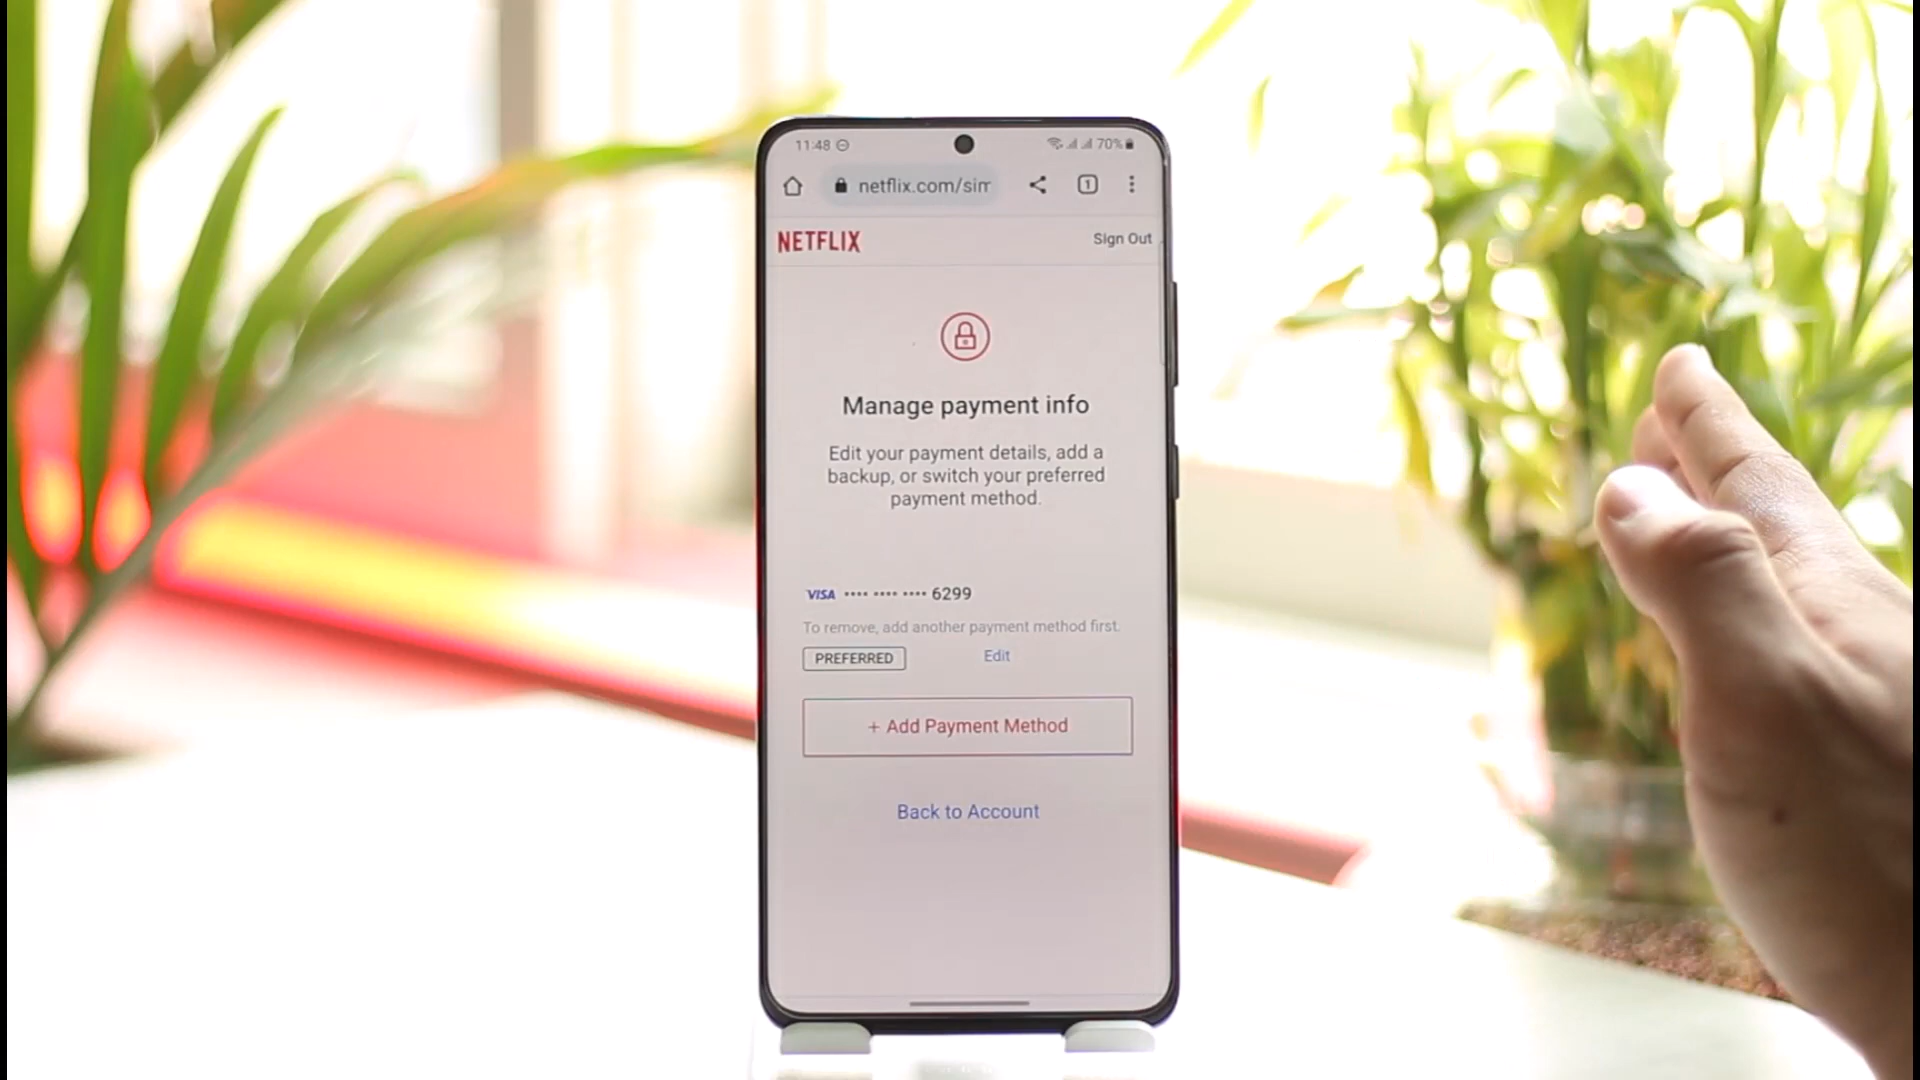 11:48
70%
netflix.com/sim
1
NETFLIX
Sign Out
Manage payment info
Edit your payment details, add a
backup, or switch your preferred
payment method.
VISA •••• •••• •••• 6299
To remove, add another payment method first.
PREFERRED
Edit
+ Add Payment Method
Back to Account